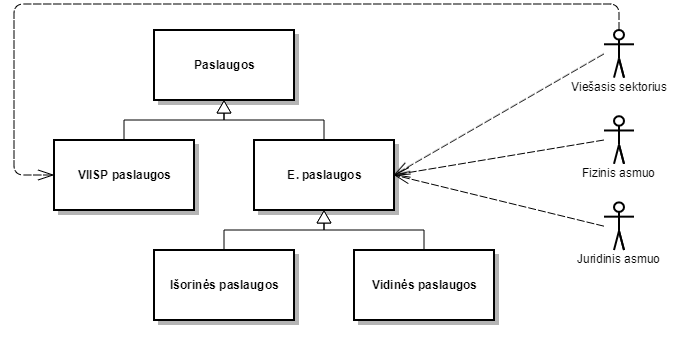 Paslaugos
Viešasis sektorius
VIISP paslaugos
E. paslaugos
Fizinis asmuo
Juridinis asmuo
Išorinės paslaugos
Vidinės paslaugos